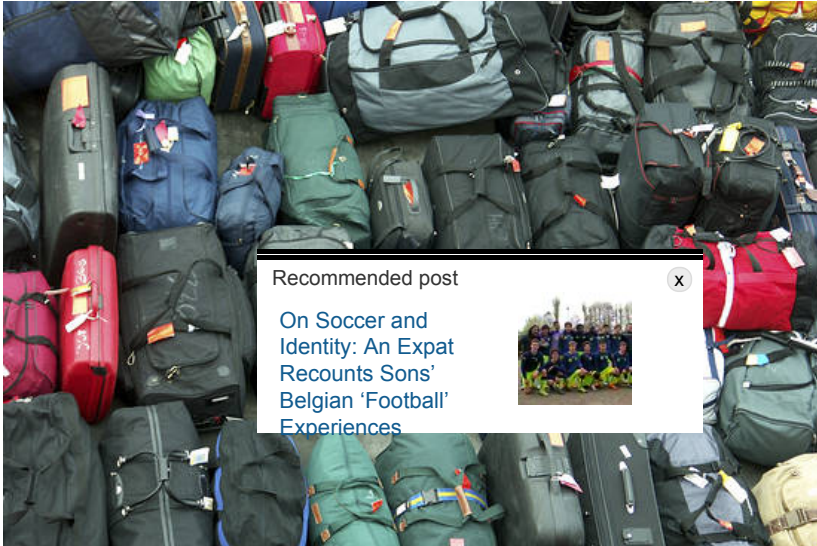 Recommended post
x
On Soccer and
Identity: An Expat
Recounts Sons’
Belgian ‘Football’
Experiences